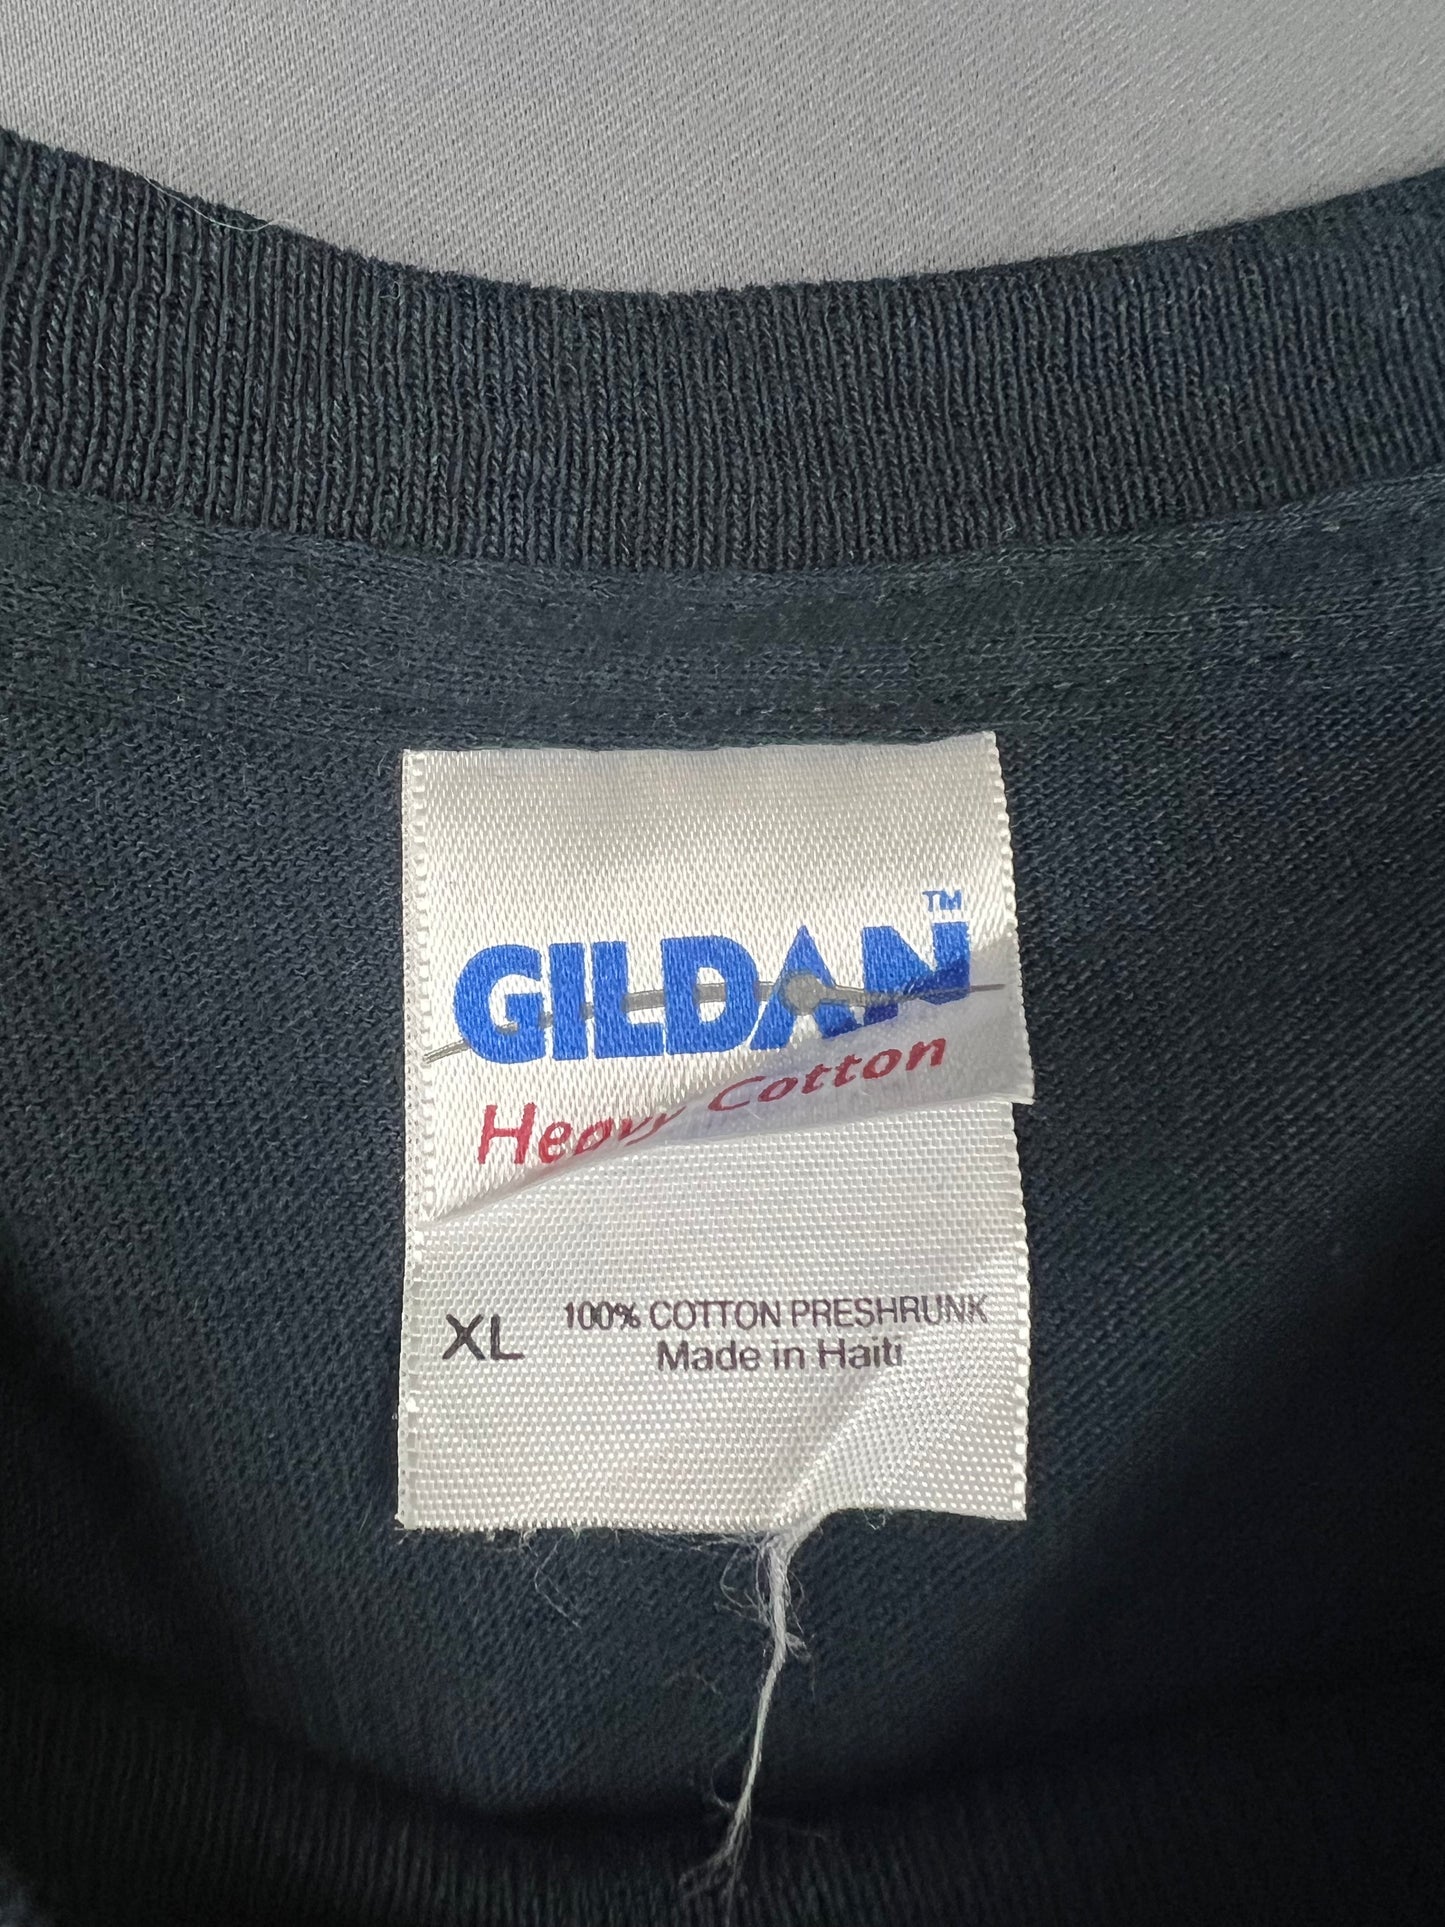 GILDAN™
Heavy Cotton
XL 100% COTTON PRESHRUNK
Made in Haiti